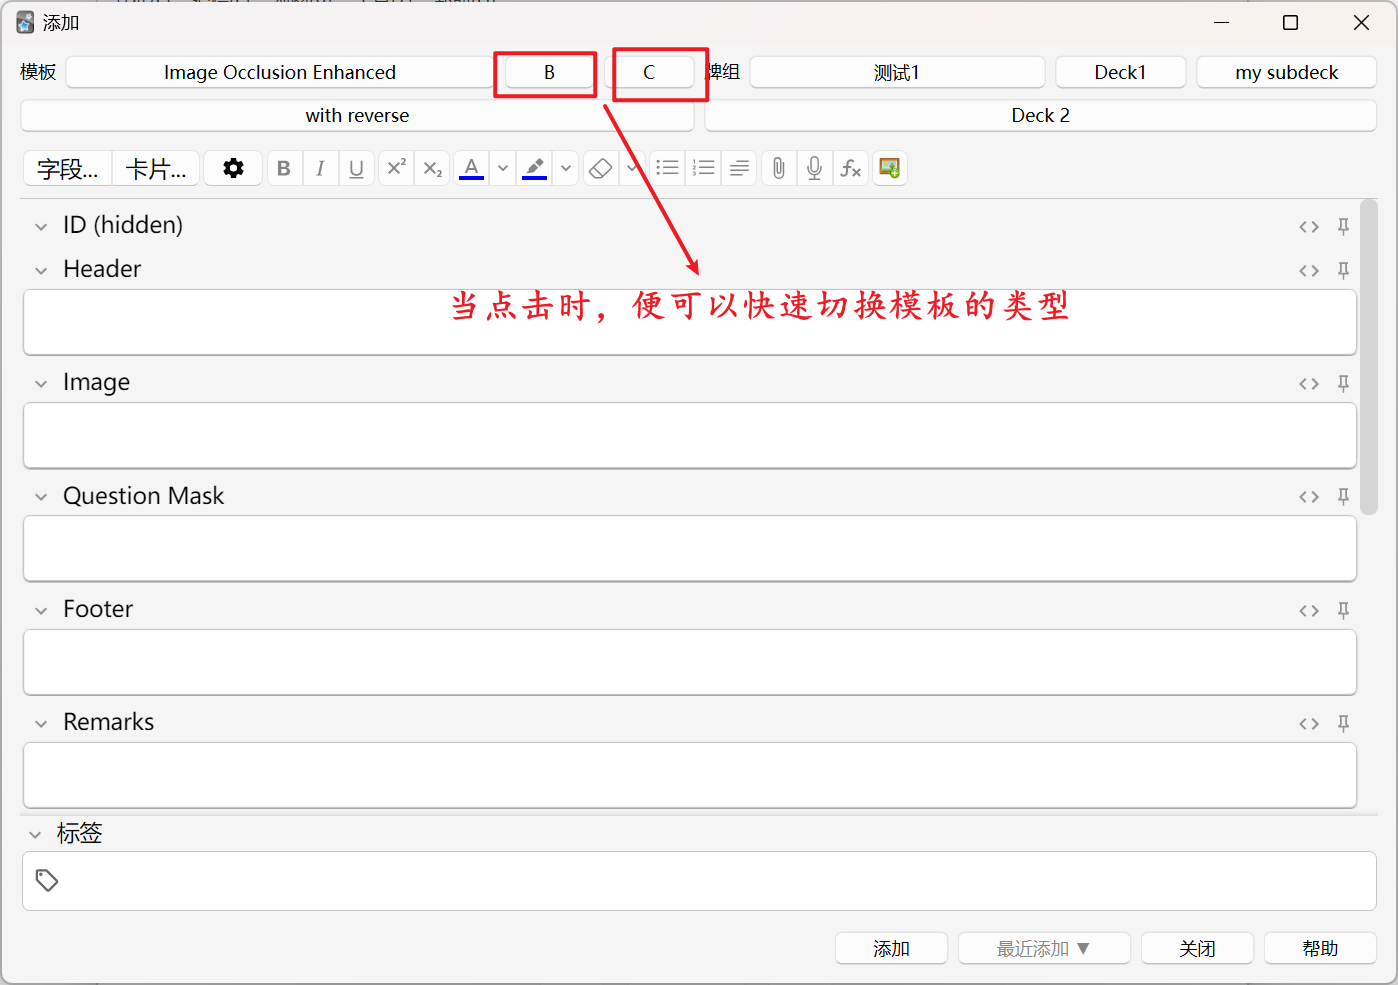 添加
模板 Image Occlusion Enhanced B C 牌组 测试1 Deck1 my subdeck
with reverse Deck 2
字段... 卡片... B I U x² x₂ A fx
ID (hidden)
Header
当点击时，便可以快速切换模板的类型
Image
Question Mask
Footer
Remarks
标签
添加 最近添加▼ 关闭 帮助